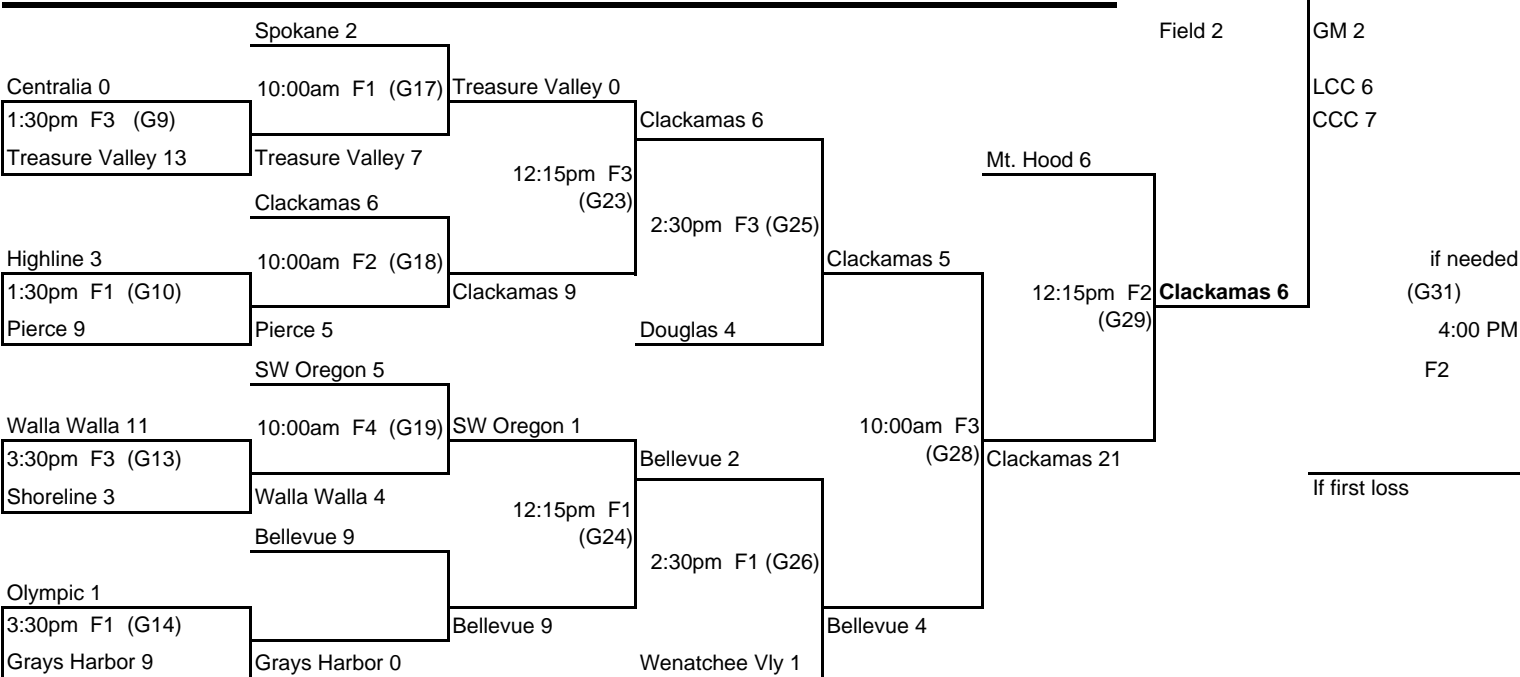 Spokane 2
Field 2
GM 2
Centralia 0
10:00am F1 (G17)
Treasure Valley 0
LCC 6
1:30pm F3 (G9)
Clackamas 6
CCC 7
Treasure Valley 13
Treasure Valley 7
12:15pm F3
Mt. Hood 6
Clackamas 6
(G23)
2:30pm F3 (G25)
Highline 3
10:00am F2 (G18)
Clackamas 5
if needed
1:30pm F1 (G10)
Clackamas 9
12:15pm F2
Clackamas 6
(G31)
Pierce 9
Pierce 5
Douglas 4
(G29)
4:00 PM
SW Oregon 5
F2
Walla Walla 11
10:00am F4 (G19)
SW Oregon 1
10:00am F3
3:30pm F3 (G13)
Bellevue 2
(G28)
Clackamas 21
Shoreline 3
Walla Walla 4
12:15pm F1
If first loss
Bellevue 9
(G24)
2:30pm F1 (G26)
Olympic 1
3:30pm F1 (G14)
Bellevue 9
Bellevue 4
Grays Harbor 9
Grays Harbor 0
Wenatchee Vly 1